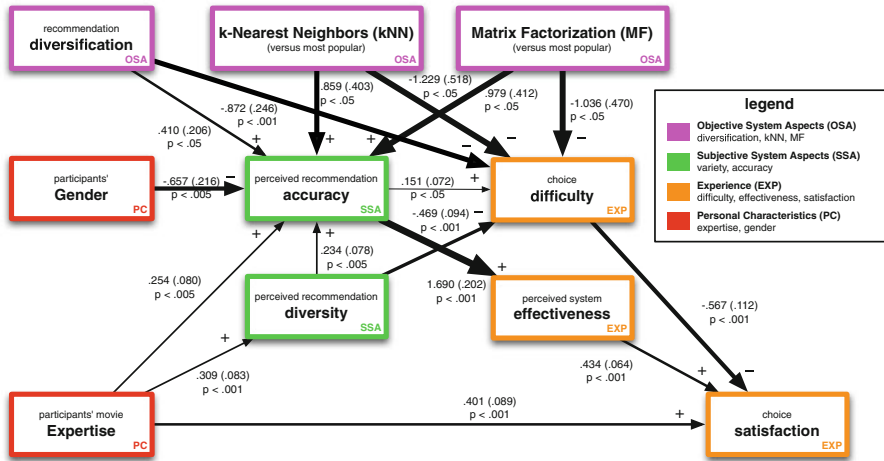 recommendation
diversification
OSA
k-Nearest Neighbors (kNN)
(versus most popular)
OSA
Matrix Factorization (MF)
(versus most popular)
OSA
.859 (.403)
p < .05
-1.229 (.518)
p < .05
.979 (.412)
p < .05
-1.036 (.470)
p < .05
-.872 (.246)
p < .001
.410 (.206)
p < .05
+
+
+
−
−
−
legend
Objective System Aspects (OSA)
diversification, kNN, MF
Subjective System Aspects (SSA)
variety, accuracy
Experience (EXP)
difficulty, effectiveness, satisfaction
Personal Characteristics (PC)
expertise, gender
participants'
Gender
PC
-.657 (.216)
p < .005
−
perceived recommendation
accuracy
SSA
+
.151 (.072)
p < .05
choice
difficulty
EXP
-.469 (.094)
p < .001
−
+
+
.234 (.078)
p < .005
.254 (.080)
p < .005
perceived recommendation
diversity
SSA
+
1.690 (.202)
p < .001
+
perceived system
effectiveness
EXP
-.567 (.112)
p < .001
−
.309 (.083)
p < .001
.434 (.064)
p < .001
+
participants' movie
Expertise
PC
.401 (.089)
p < .001
+
choice
satisfaction
EXP